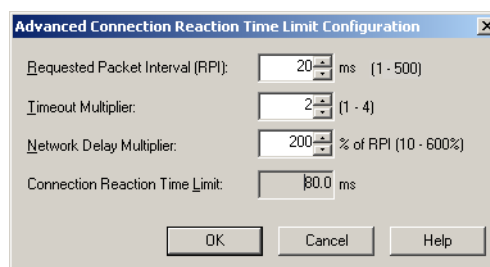 Advanced Connection Reaction Time Limit Configuration
Requested Packet Interval (RPI): 20 ms (1 - 500)
Timeout Multiplier: 2 (1 - 4)
Network Delay Multiplier: 200 % of RPI (10 - 600%)
Connection Reaction Time Limit: 80.0 ms
OK Cancel Help